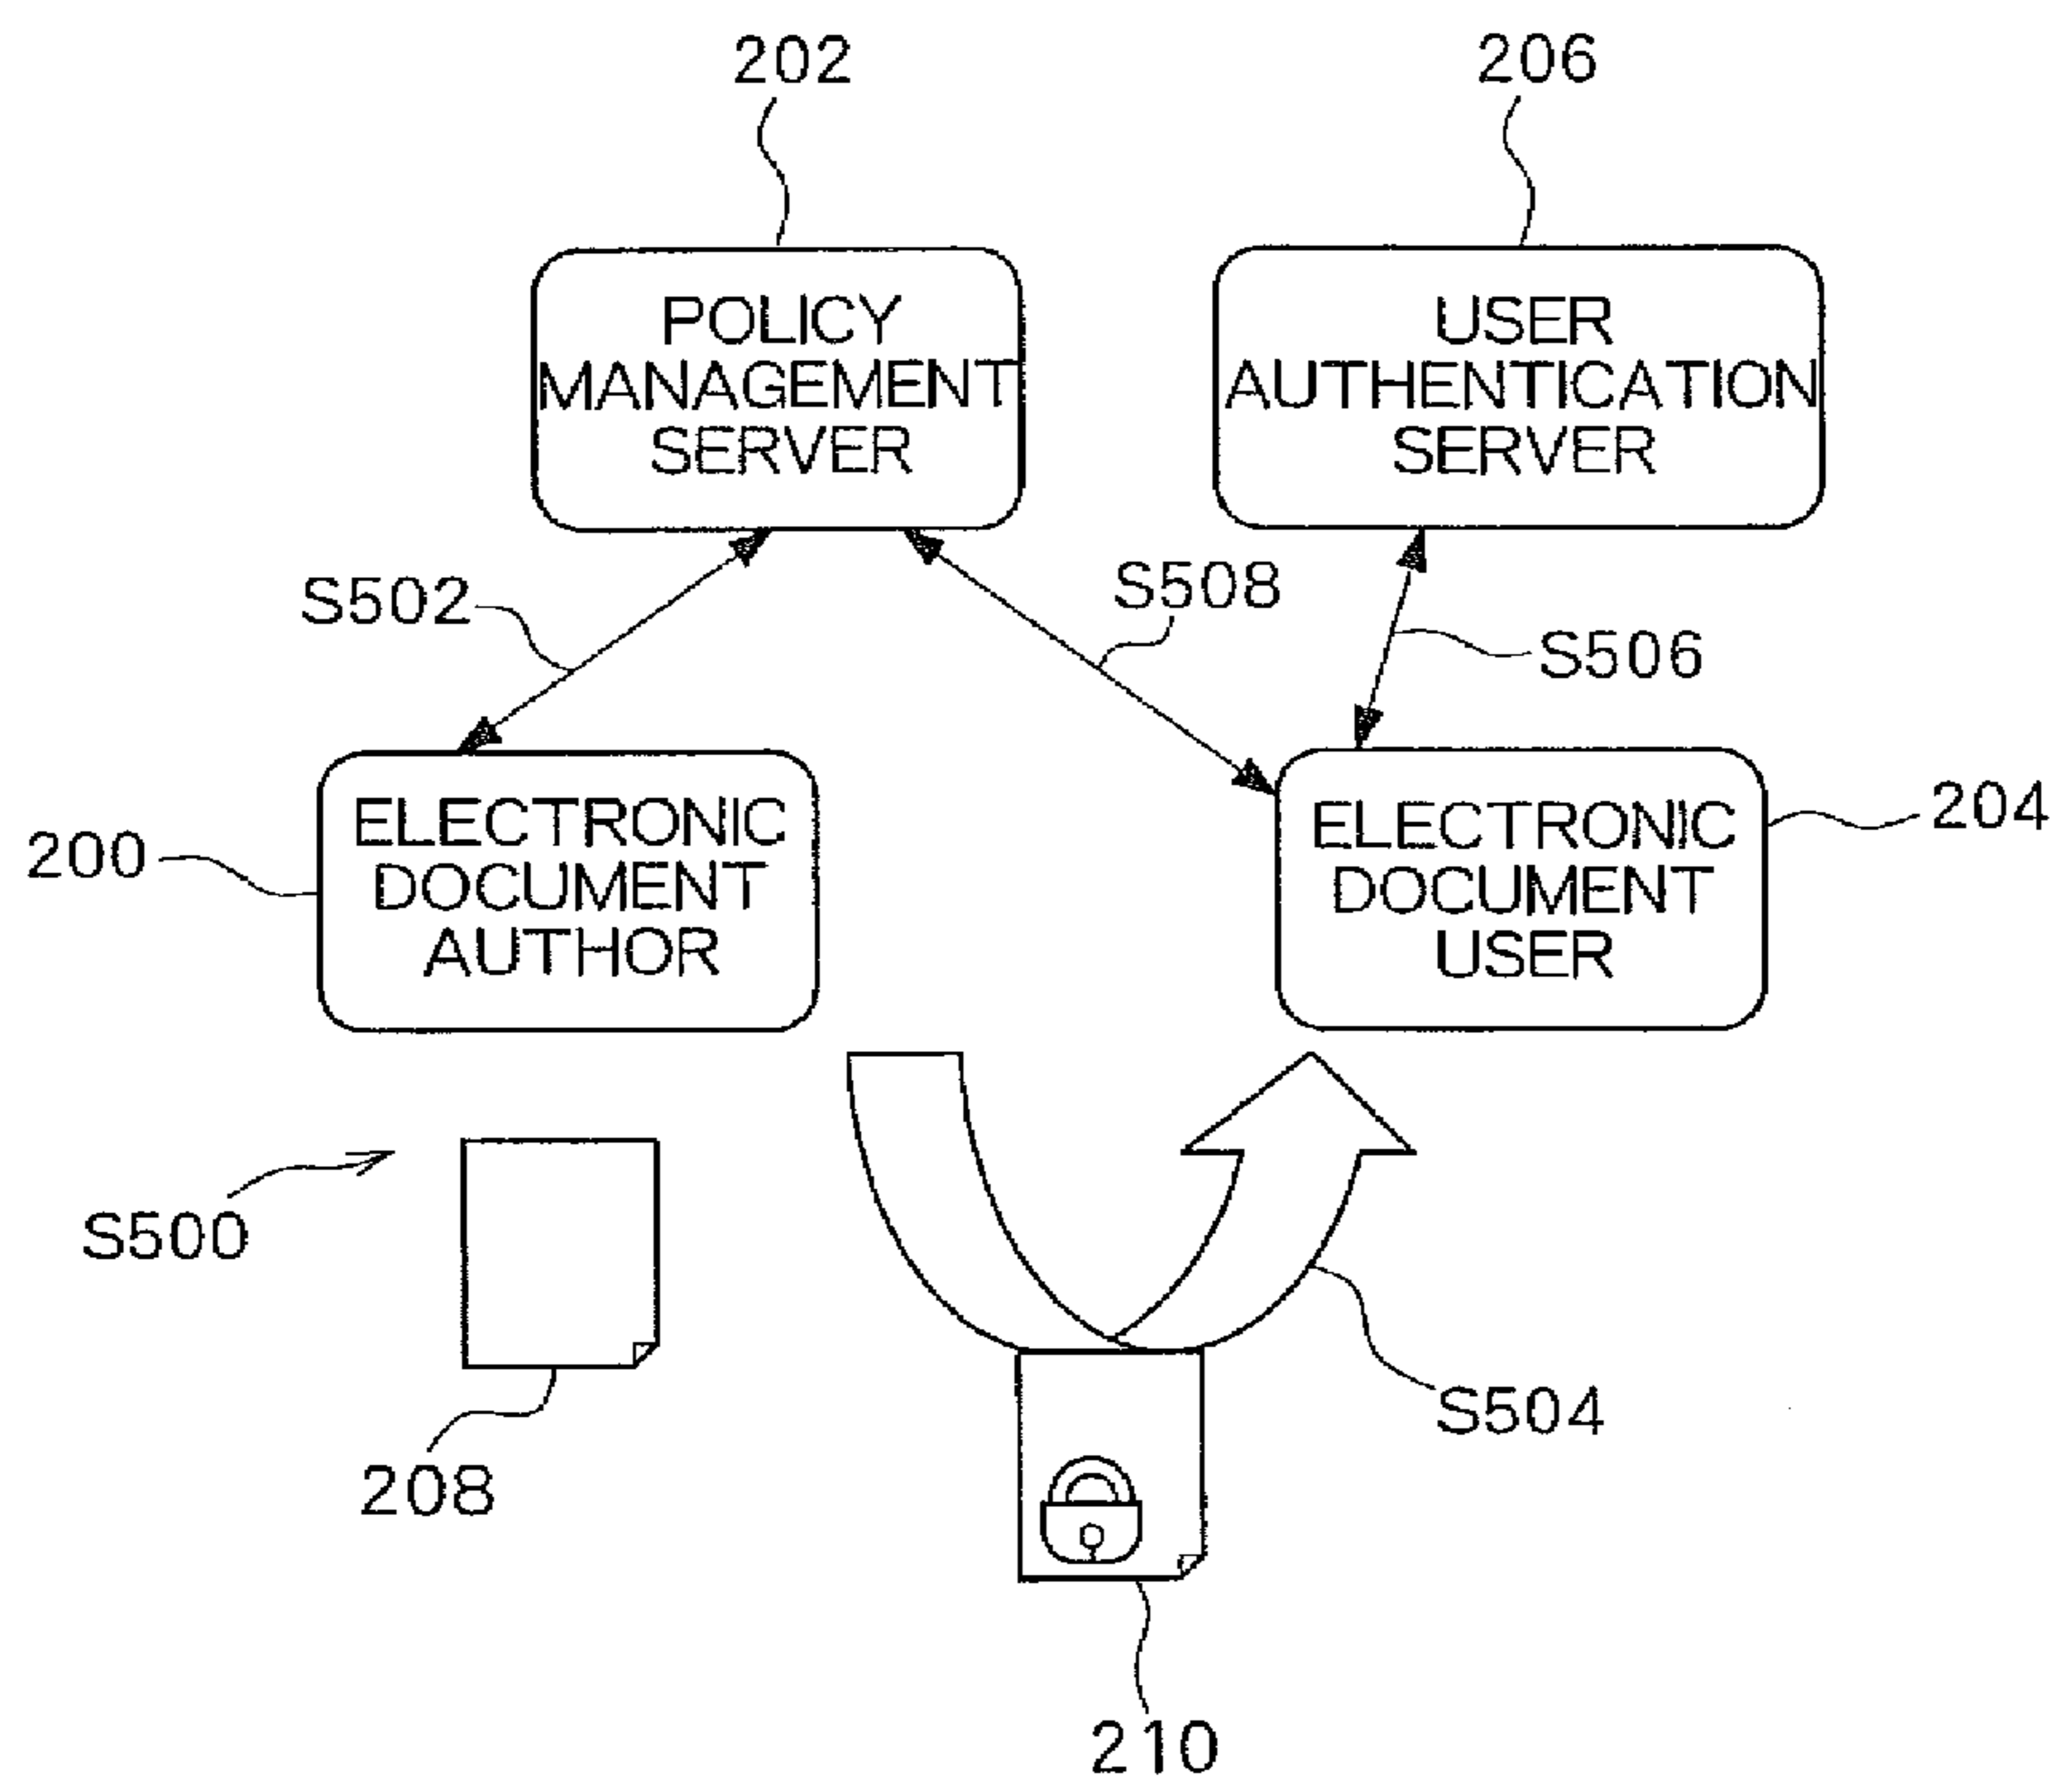 202
206
POLICY
MANAGEMENT
SERVER
USER
AUTHENTICATION
SERVER
S502
S508
S506
200
ELECTRONIC
DOCUMENT
AUTHOR
ELECTRONIC
DOCUMENT
USER
204
S500
208
S504
210